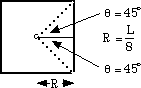 θ = 45°
R = L/8
θ = 45°
R